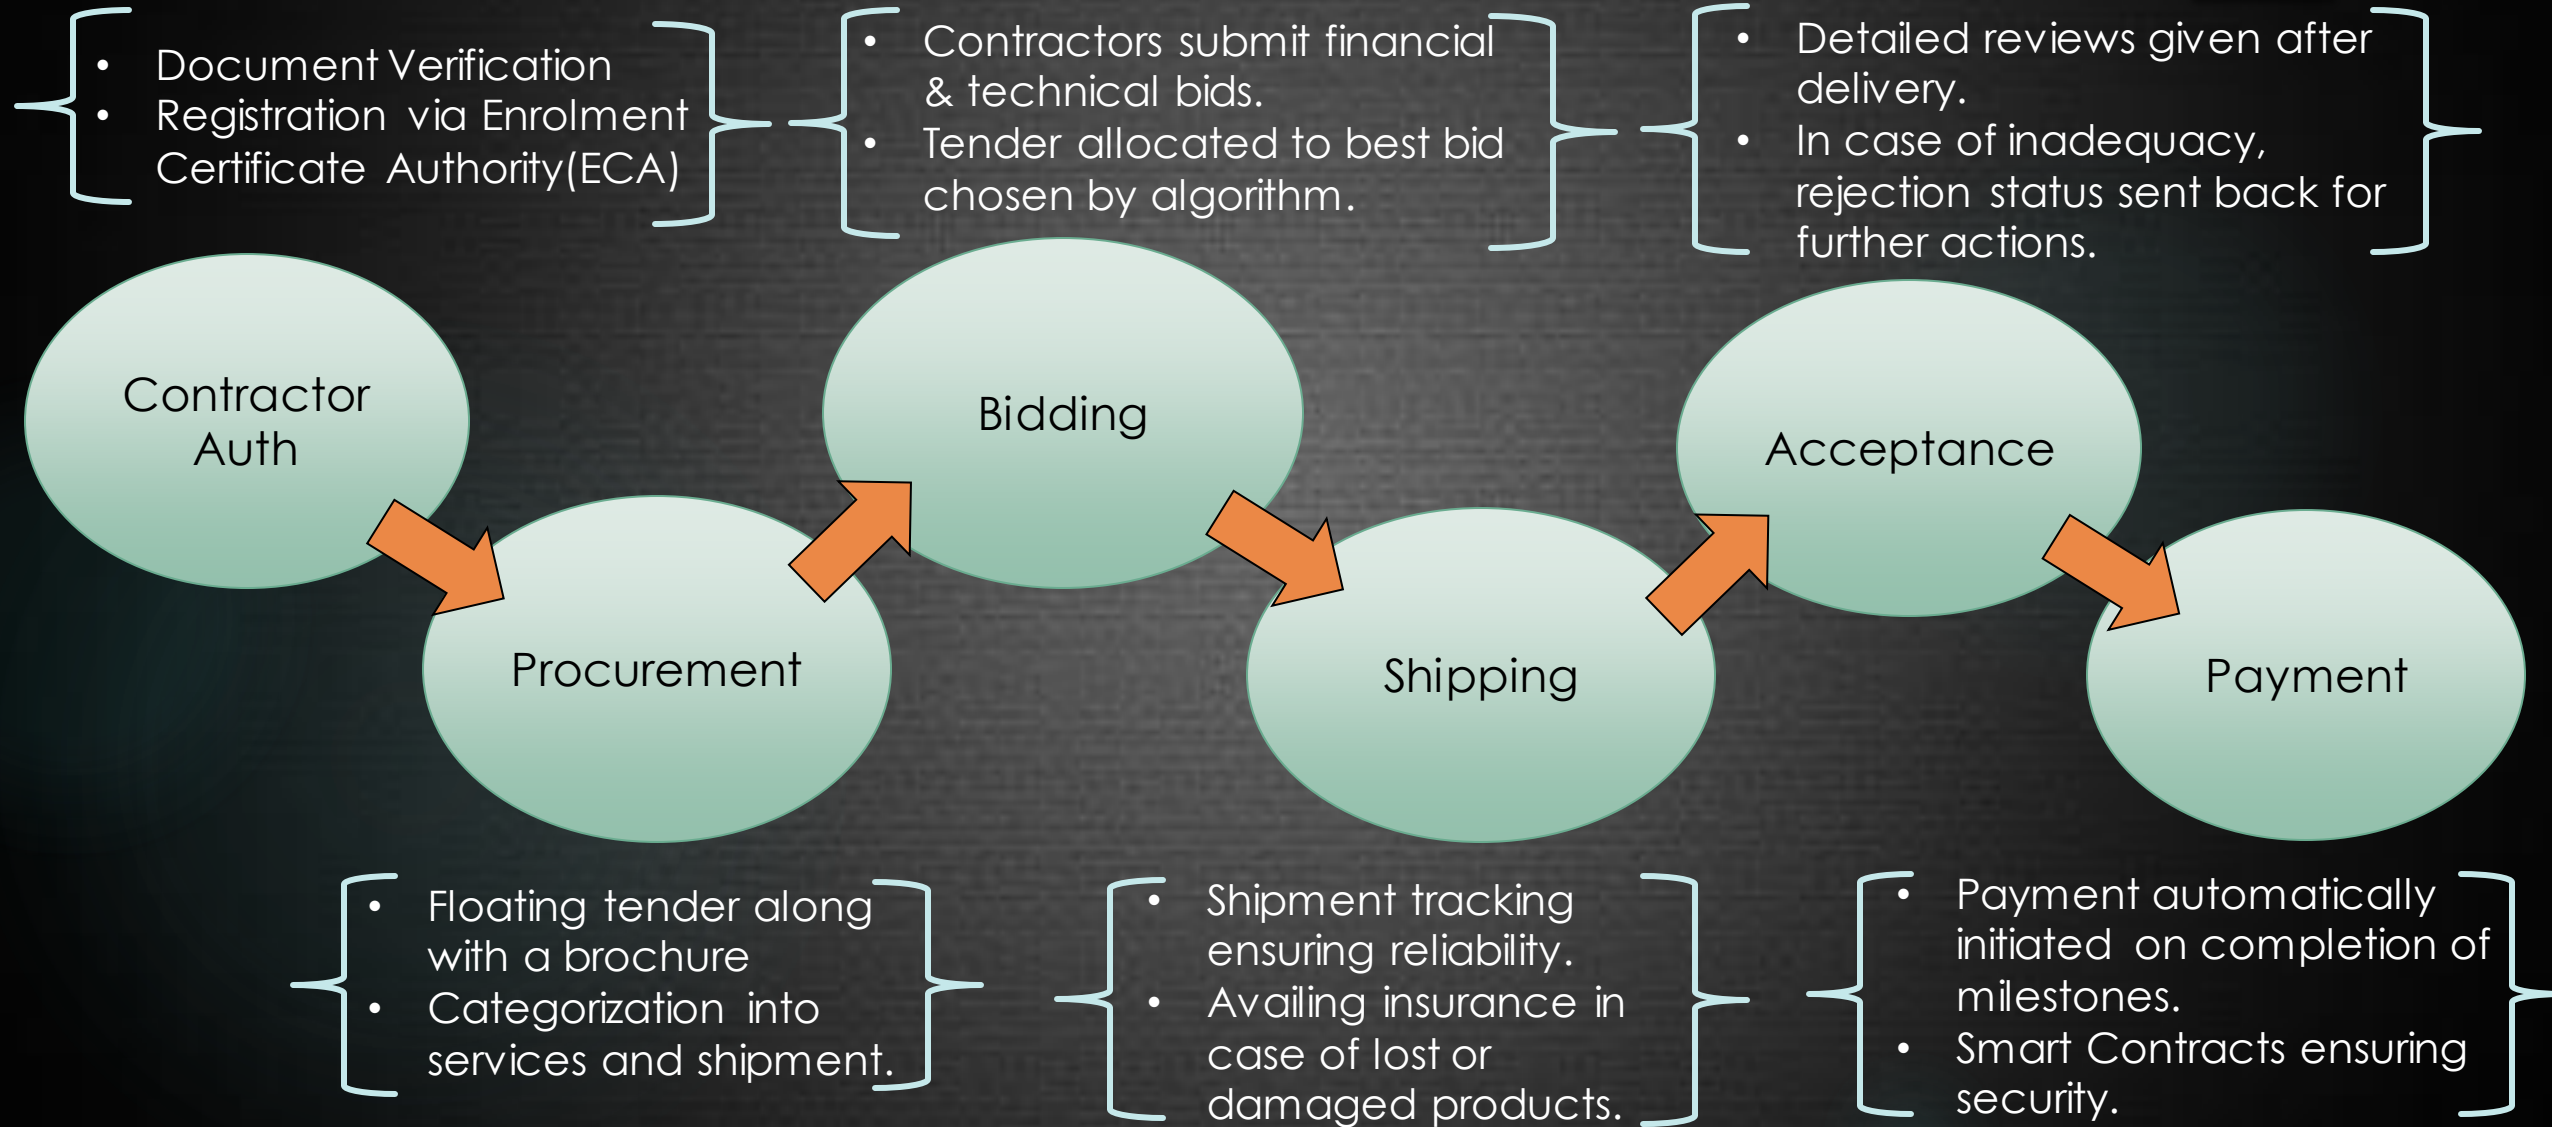 • Document Verification
• Registration via Enrolment
Certificate Authority(ECA)
• Contractors submit financial
& technical bids.
• Tender allocated to best bid
chosen by algorithm.
• Detailed reviews given after
delivery.
• In case of inadequacy,
rejection status sent back for
further actions.
Contractor
Auth
Procurement
Bidding
Shipping
Acceptance
Payment
• Floating tender along
with a brochure
• Categorization into
services and shipment.
• Shipment tracking
ensuring reliability.
• Availing insurance in
case of lost or
damaged products.
• Payment automatically
initiated on completion of
milestones.
• Smart Contracts ensuring
security.